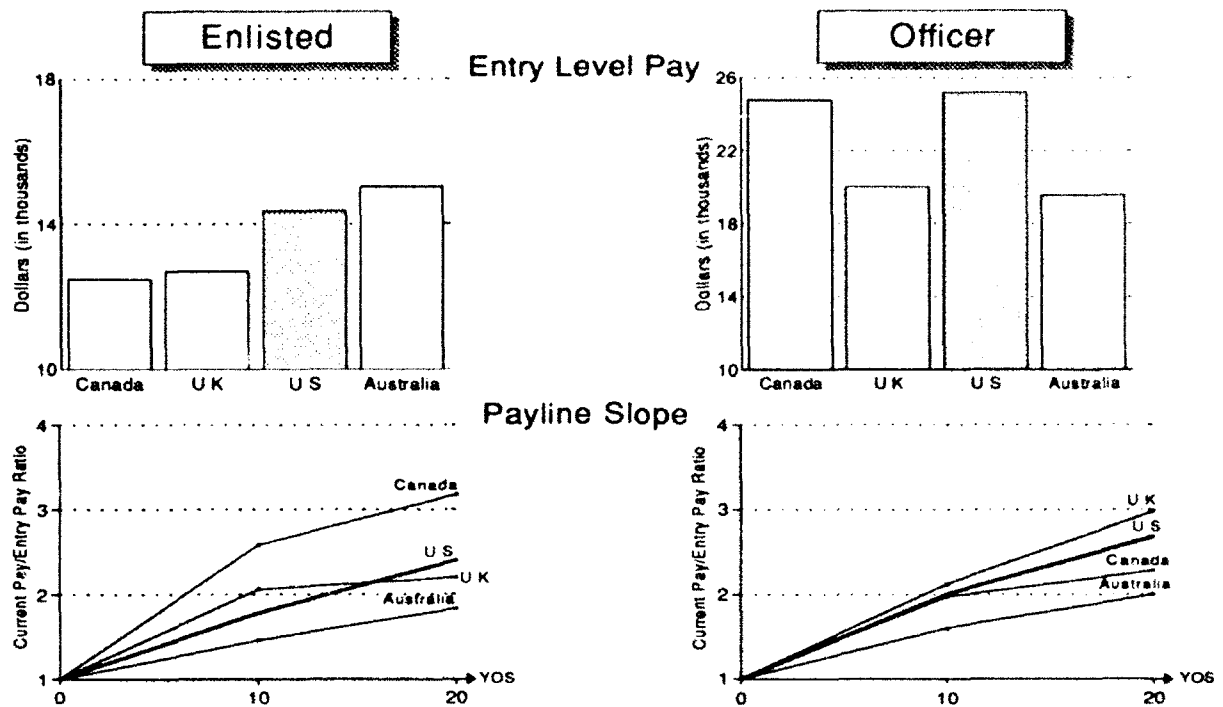 Enlisted
Officer
Entry Level Pay
Dollars (in thousands)
18
14
10
Canada
U K
U S
Australia
Dollars (in thousands)
26
22
18
14
10
Canada
U K
U S
Australia
Payline Slope
Current Pay/Entry Pay Ratio
4
3
2
1
0
10
20
YOS
Canada
U S
U K
Australia
Current Pay/Entry Pay Ratio
4
3
2
1
0
10
20
YOS
U K
U S
Canada
Australia